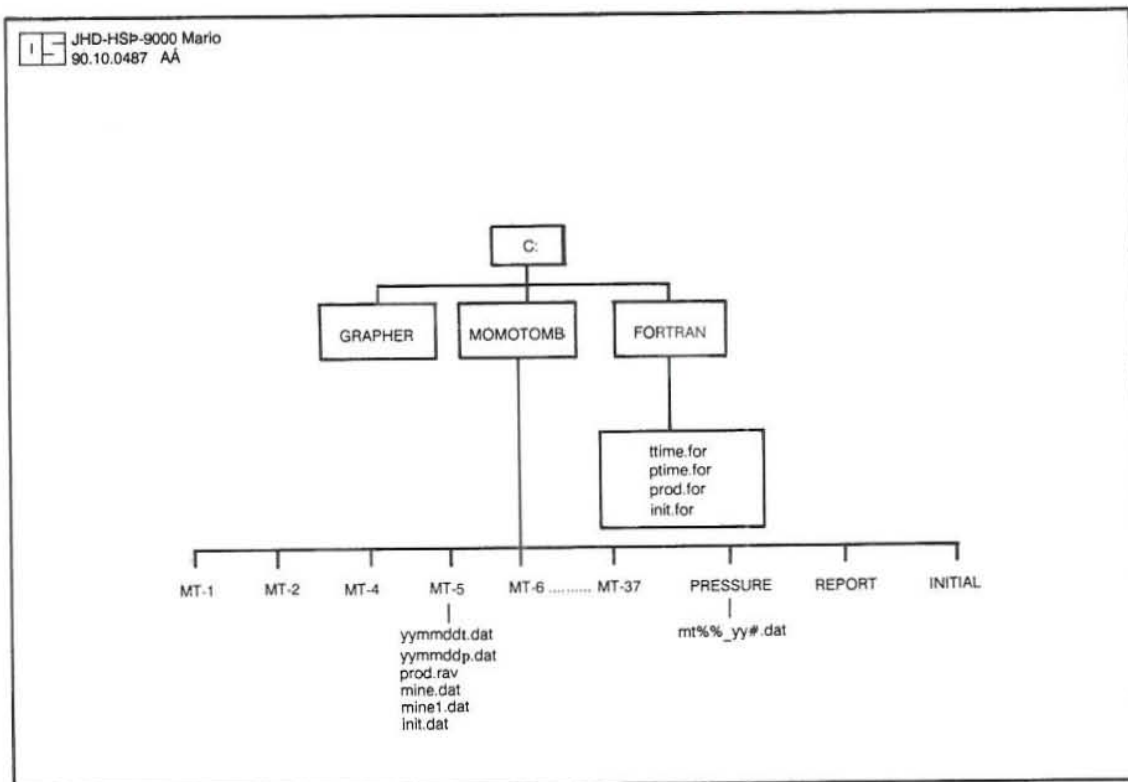 JHD-HSÞ-9000 Mario
90.10.0487 AÁ
C:
GRAPHER MOMOTOMB FORTRAN
ttime.for
ptime.for
prod.for
init.for
MT-1 MT-2 MT-4 MT-5 MT-6 .......... MT-37 PRESSURE REPORT INITIAL
yymmddt.dat
yymmddp.dat
prod.rav
mine.dat
mine1.dat
init.dat
mt%%_yy#.dat